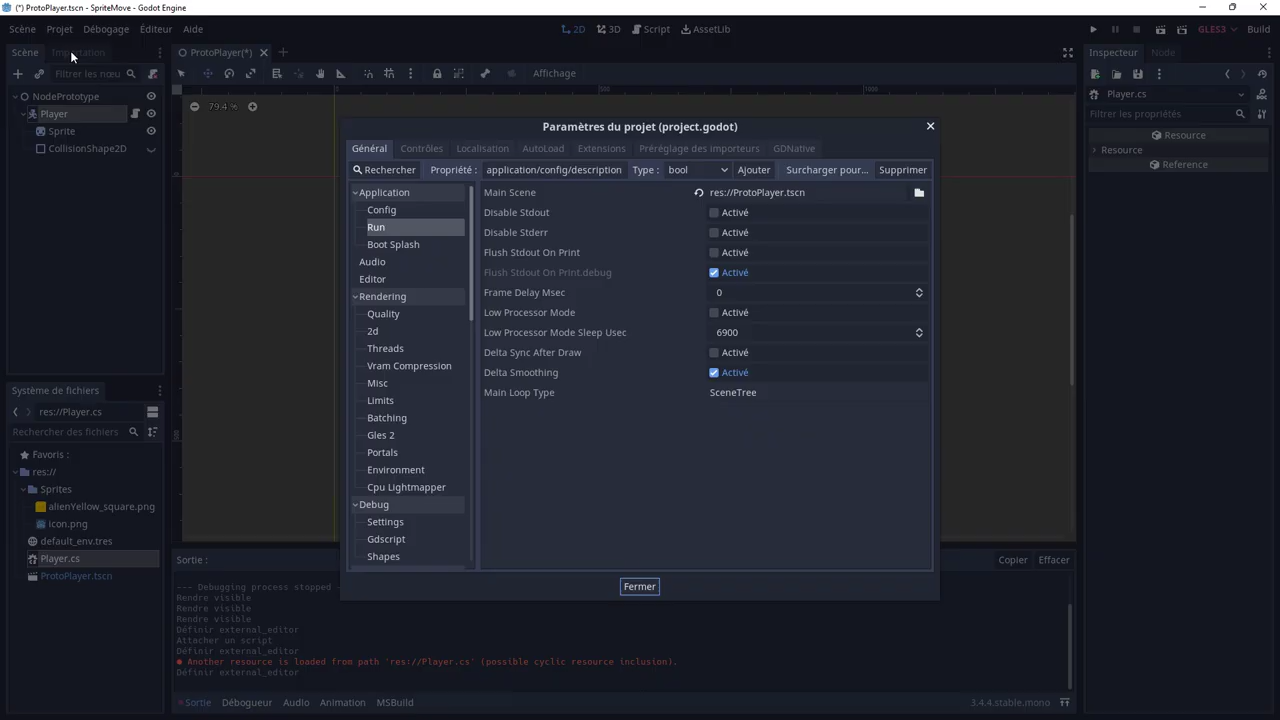 (*) ProtoPlayer.tscn - SpriteMove - Godot Engine
Scène Projet Débogage Éditeur Aide
2D 3D Script AssetLib
GLES3 Build
Scène Importation
ProtoPlayer(*)
Inspecteur Node
Filtrer les nœu
Affichage
Player.cs
Filtrer les propriétés
Resource
Resource
Reference
NodePrototype
Player
Sprite
CollisionShape2D
79.4 %
0 500 1000
Paramètres du projet (project.godot)
Général Contrôles Localisation AutoLoad Extensions Préréglage des importeurs GDNative
Rechercher Propriété : application/config/description Type : bool Ajouter Surcharger pour... Supprimer
Application
Config
Run
Boot Splash
Audio
Editor
Rendering
Quality
2d
Threads
Vram Compression
Misc
Limits
Batching
Gles 2
Portals
Environment
Cpu Lightmapper
Debug
Settings
Gdscript
Shapes
Main Scene res://ProtoPlayer.tscn
Disable Stdout Activé
Disable Stderr Activé
Flush Stdout On Print Activé
Flush Stdout On Print.debug Activé
Frame Delay Msec 0
Low Processor Mode Activé
Low Processor Mode Sleep Usec 6900
Delta Sync After Draw Activé
Delta Smoothing Activé
Main Loop Type SceneTree
Fermer
Système de fichiers
res://Player.cs
Rechercher des fichiers
Favoris :
res://
Sprites
alienYellow_square.png
icon.png
default_env.tres
Player.cs
ProtoPlayer.tscn
Sortie : Copier Effacer
--- Debugging process stopped -
Rendre visible
Rendre visible
Rendre visible
Définir external_editor
Attacher un script
Définir external_editor
Another resource is loaded from path 'res://Player.cs' (possible cyclic resource inclusion).
Définir external_editor
Sortie Débogueur Audio Animation MSBuild 3.4.4.stable.mono